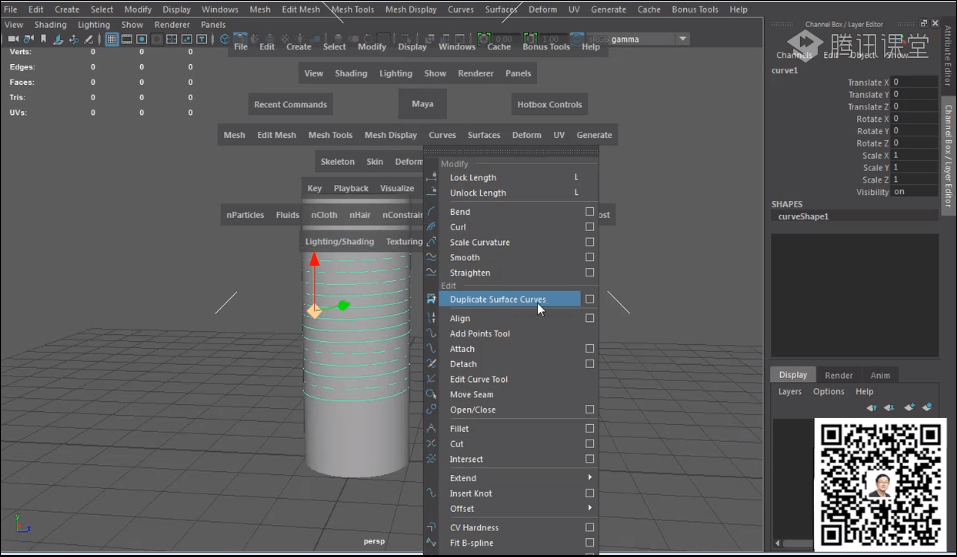 File Edit Create Select Modify Display Windows Mesh Edit Mesh Mesh Tools Mesh Display Curves Surfaces Deform UV Generate Cache Bonus Tools Help
View Shading Lighting Show Renderer Panels
Channel Box / Layer Editor
gamma
File Edit Create Select Modify Display Windows Cache Bonus Tools Help
腾讯课堂
Channels Edit Object Show
Verts: 0 0 0
Edges: 0 0 0
Faces: 0 0 0
Tris: 0 0 0
UVs: 0 0 0
View Shading Lighting Show Renderer Panels
Recent Commands Maya Hotbox Controls
Mesh Edit Mesh Mesh Tools Mesh Display Curves Surfaces Deform UV Generate
Skeleton Skin Deform
Key Playback Visualize
nParticles Fluids nCloth nHair nConstrain
Lighting/Shading Texturing
Modify
Lock Length L
Unlock Length L
Bend
Curl
Scale Curvature
Smooth
Straighten
Edit
Duplicate Surface Curves
Align
Add Points Tool
Attach
Detach
Edit Curve Tool
Move Seam
Open/Close
Fillet
Cut
Intersect
Extend
Insert Knot
Offset
CV Hardness
Fit B-spline
persp
curve1
Translate X 0
Translate Y 0
Translate Z 0
Rotate X 0
Rotate Y 0
Rotate Z 0
Scale X 1
Scale Y 1
Scale Z 1
Visibility on
SHAPES
curveShape1
Display Render Anim
Layers Options Help
Attribute Editor
Channel Box / Layer Editor